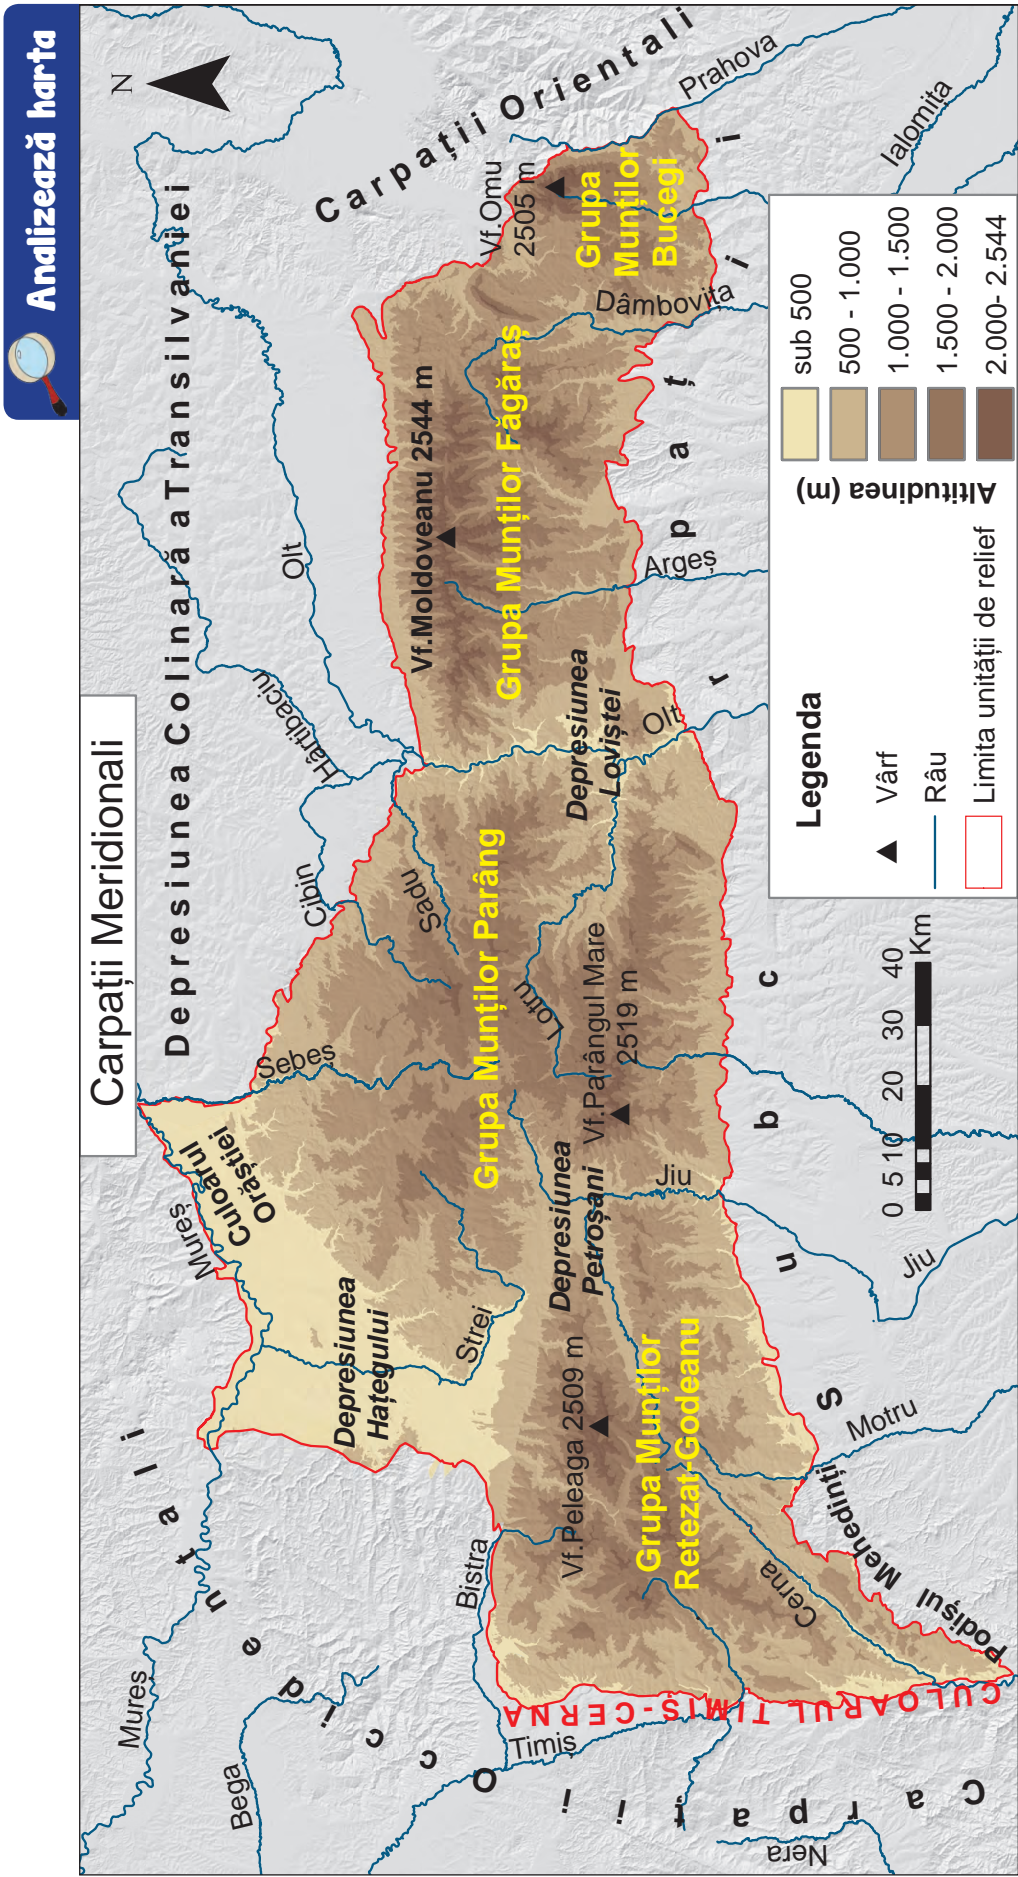 Analizează harta
Carpații Meridionali
N
Depresiunea Colinară a Transilvaniei
Carpații Orientali
Carpații Occidentali
Subcarpații
Podișul Mehedinți
CULOARUL TIMIȘ-CERNA
Mureș
Bega
Timiș
Nera
Bistra
Cerna
Motru
Jiu
Jiu
Strei
Mureș
Sebeș
Cibin
Sadu
Hârtibaciu
Olt
Lotru
Olt
Argeș
Dâmbovița
Prahova
Ialomița
Culoarul
Orăștiei
Depresiunea
Hațegului
Depresiunea
Petroșani
Depresiunea
Loviștei
Grupa Munților
Retezat-Godeanu
Grupa Munților Parâng
Grupa Munților Făgăraș
Grupa
Munților
Bucegi
Vf.Peleaga 2509 m
Vf.Parângul Mare
2519 m
Vf.Moldoveanu 2544 m
Vf.Omu
2505 m
0 5 10 20 30 40
Km
Legenda
Vârf
Râu
Limita unității de relief
Altitudinea (m)
sub 500
500 - 1.000
1.000 - 1.500
1.500 - 2.000
2.000- 2.544